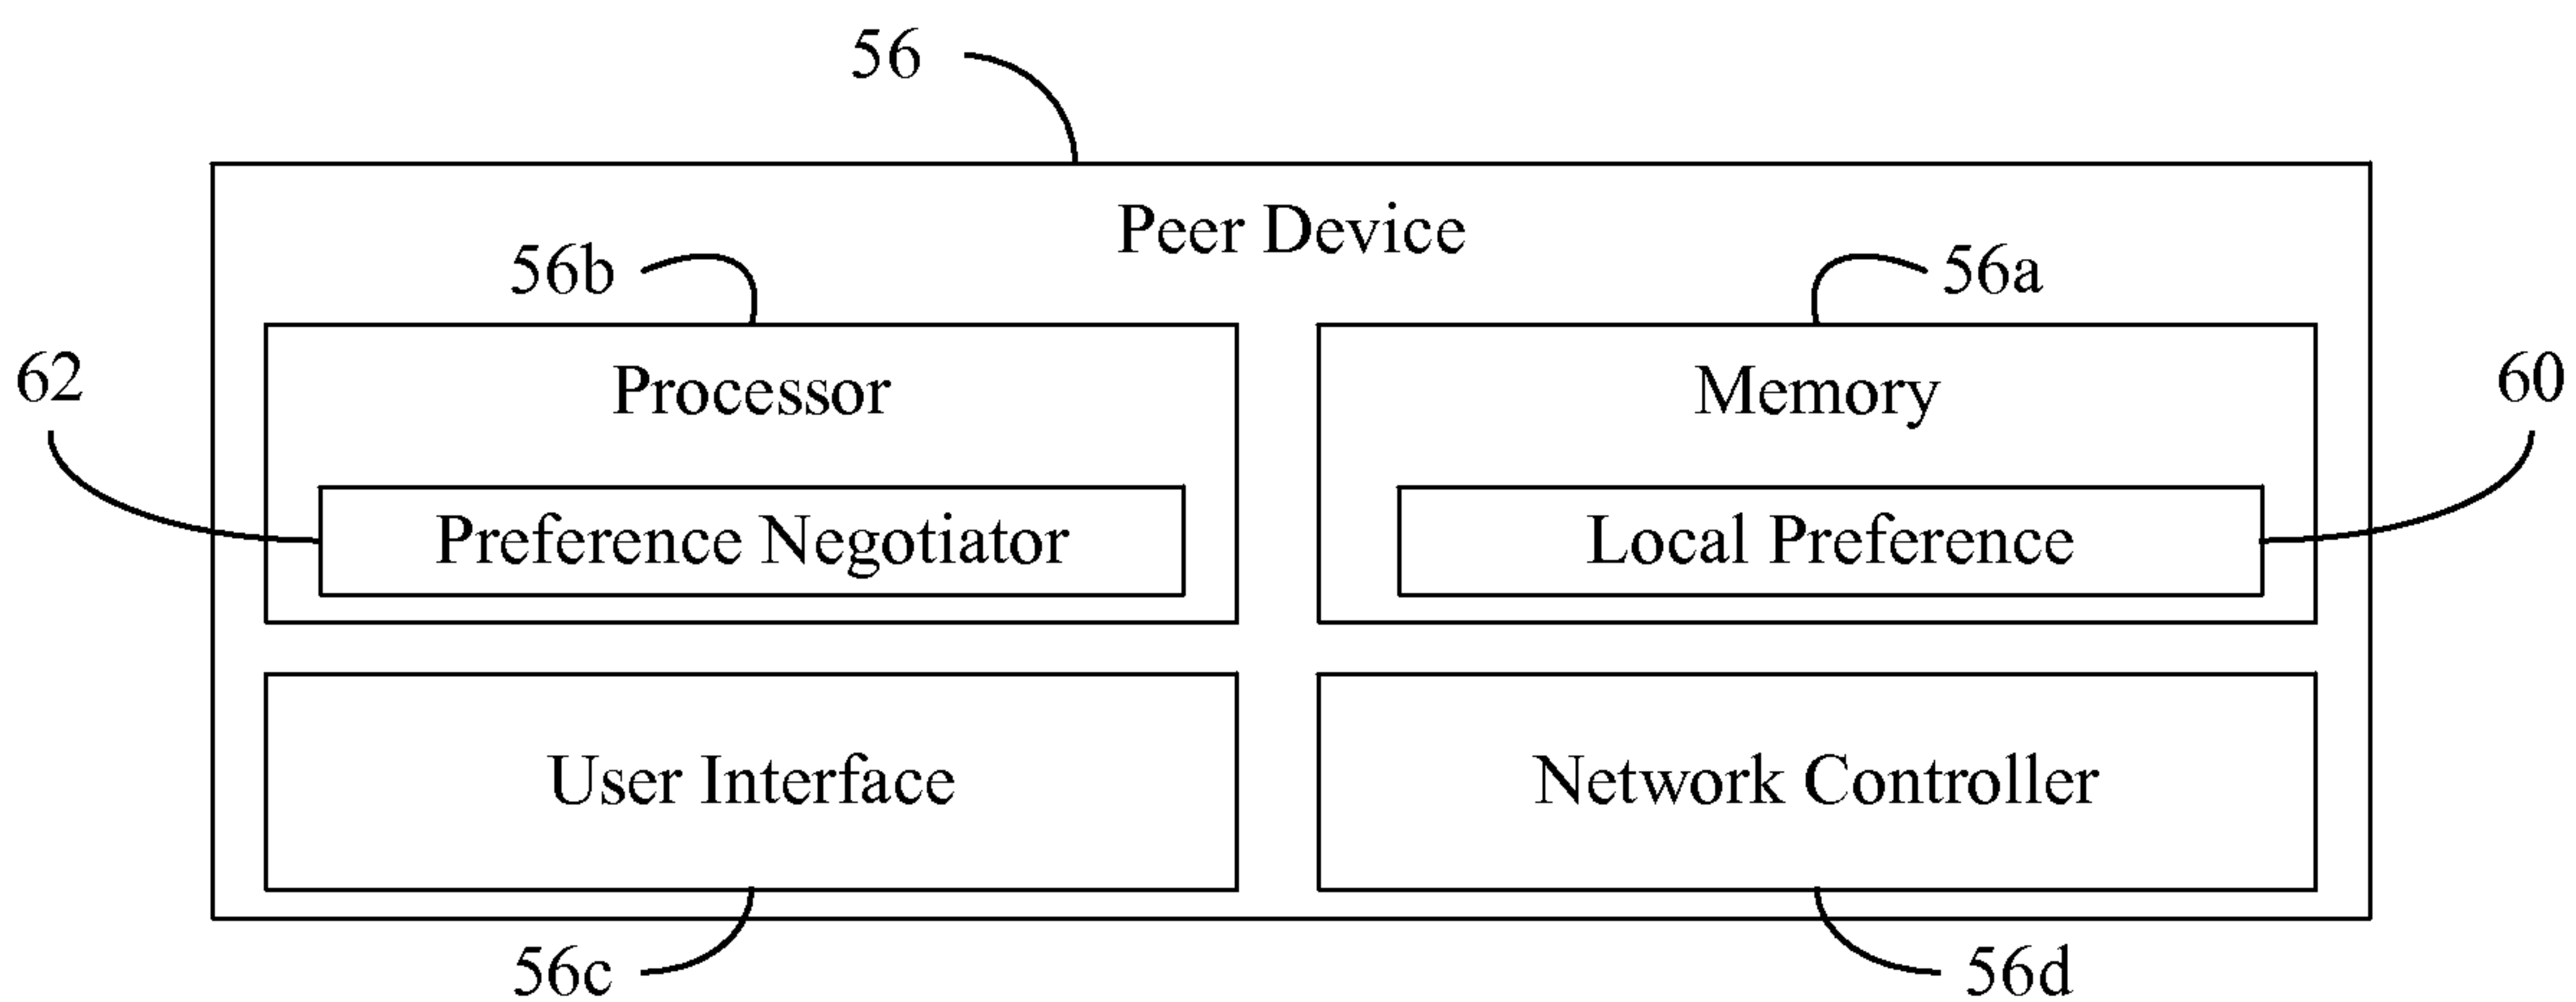 56
Peer Device
56b
56a
62
Processor
Memory
60
Preference Negotiator
Local Preference
User Interface
Network Controller
56c
56d